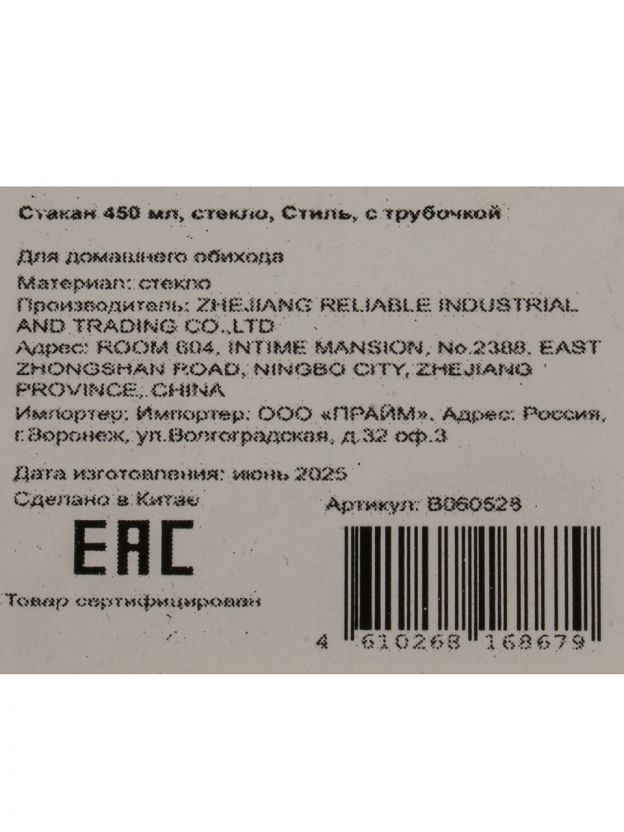 Стакан 450 мл, стекло, Стиль, с трубочкой
Для домашнего обихода
Материал: стекло
Производитель: ZHEJIANG RELIABLE INDUSTRIAL
AND TRADING CO.,LTD
Адрес: ROOM 604, INTIME MANSION, No.2388, EAST
ZHONGSHAN ROAD, NINGBO CITY, ZHEJIANG
PROVINCE, CHINA
Импортер: Импортер: ООО «ПРАЙМ», Адрес: Россия,
г.Воронеж, ул.Волгоградская, д.32 оф.3
Дата изготовления: июнь 2025
Сделано в Китае
Артикул: B060528
EAC
Товар сертифицирован
4 610268 168679